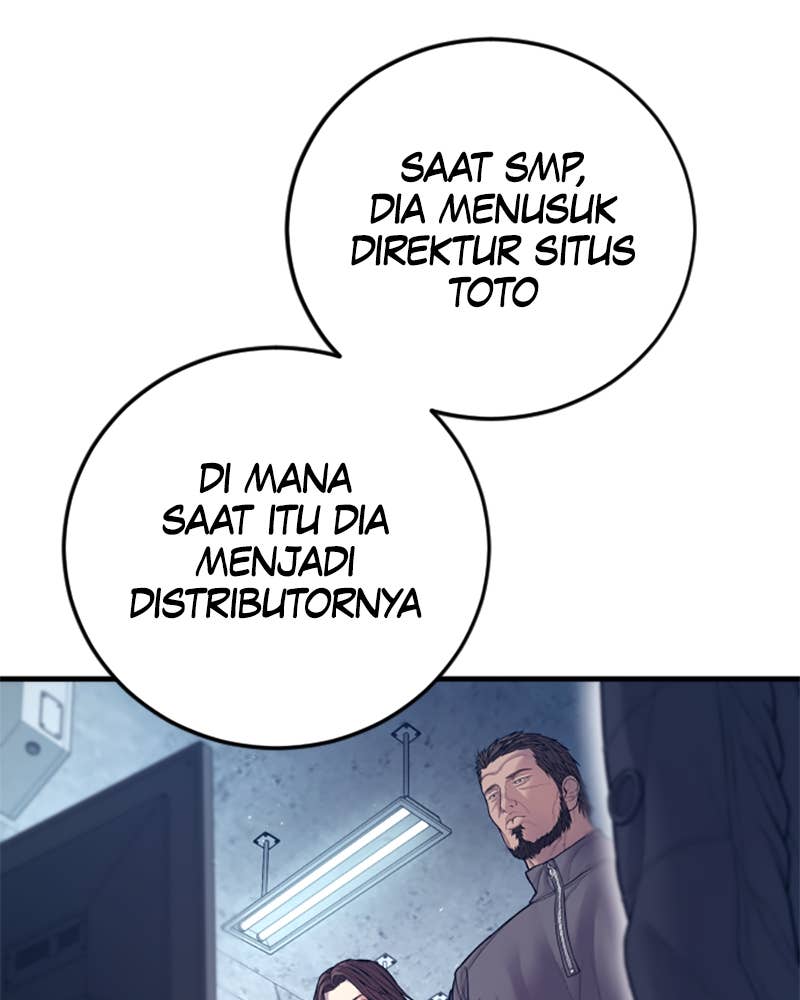 SAAT SMP,
DIA MENUSUK
DIREKTUR SITUS
TOTO
DI MANA
SAAT ITU DIA
MENJADI
DISTRIBUTORNYA